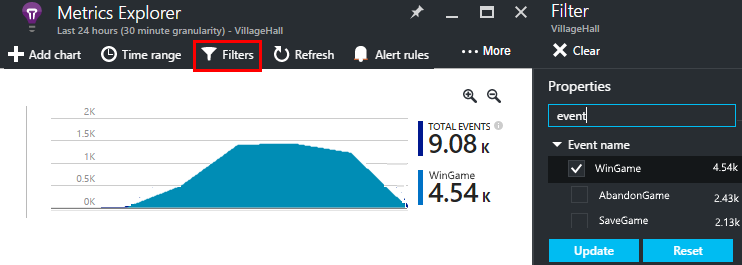 Metrics Explorer
Last 24 hours (30 minute granularity) - VillageHall
Add chart
Time range
Filters
Refresh
Alert rules
··· More
2K
1.5K
1K
0.5K
0K
TOTAL EVENTS
9.08 K
WinGame
4.54 K
Filter
VillageHall
Clear
Properties
event
Event name
WinGame 4.54k
AbandonGame 2.43k
SaveGame 2.13k
Update
Reset